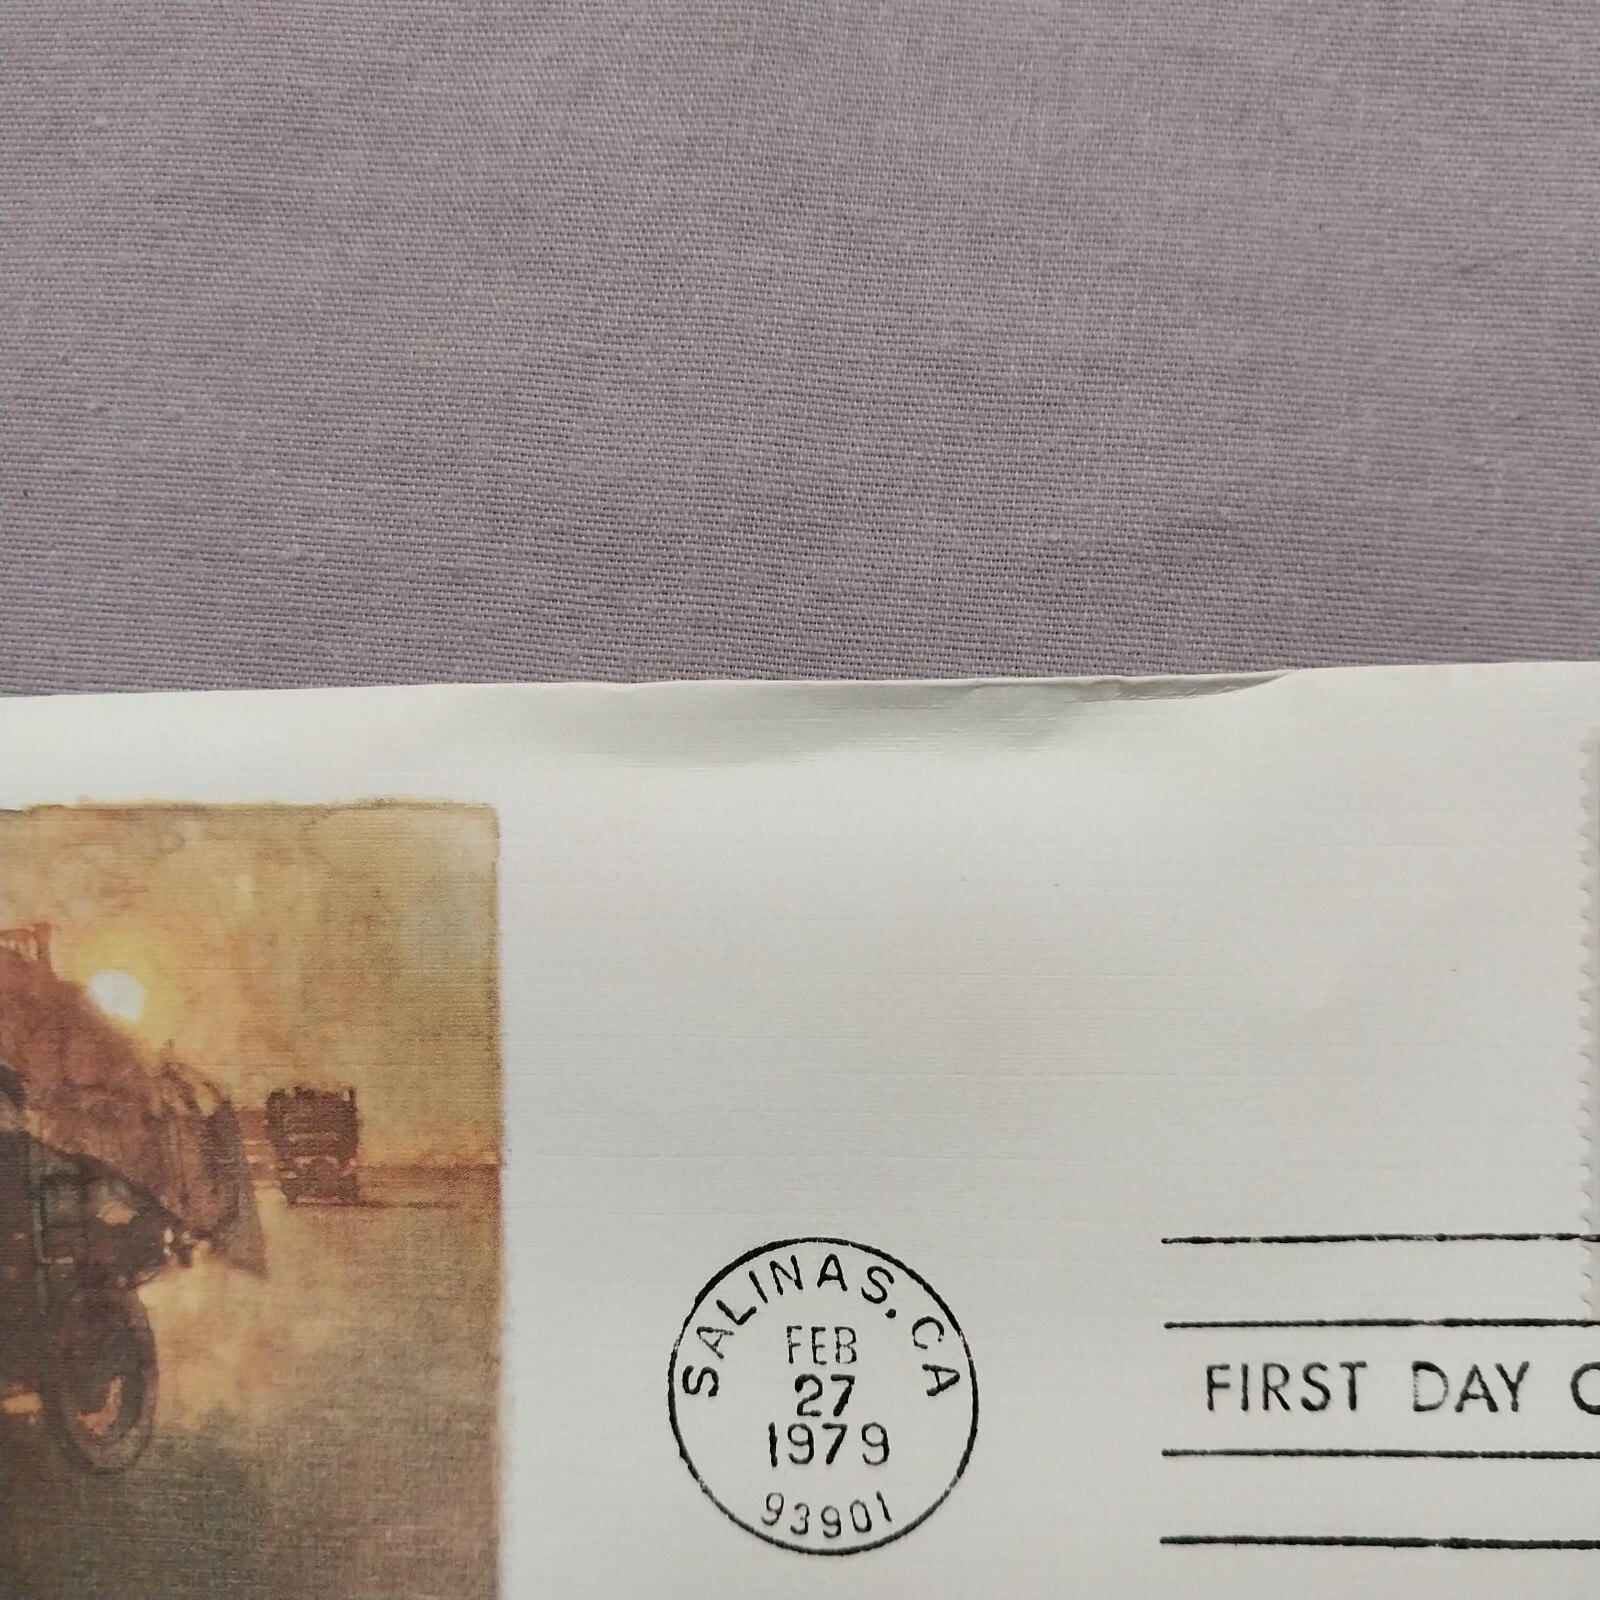 SALINAS, CA
FEB
27
1979
93901
FIRST DAY